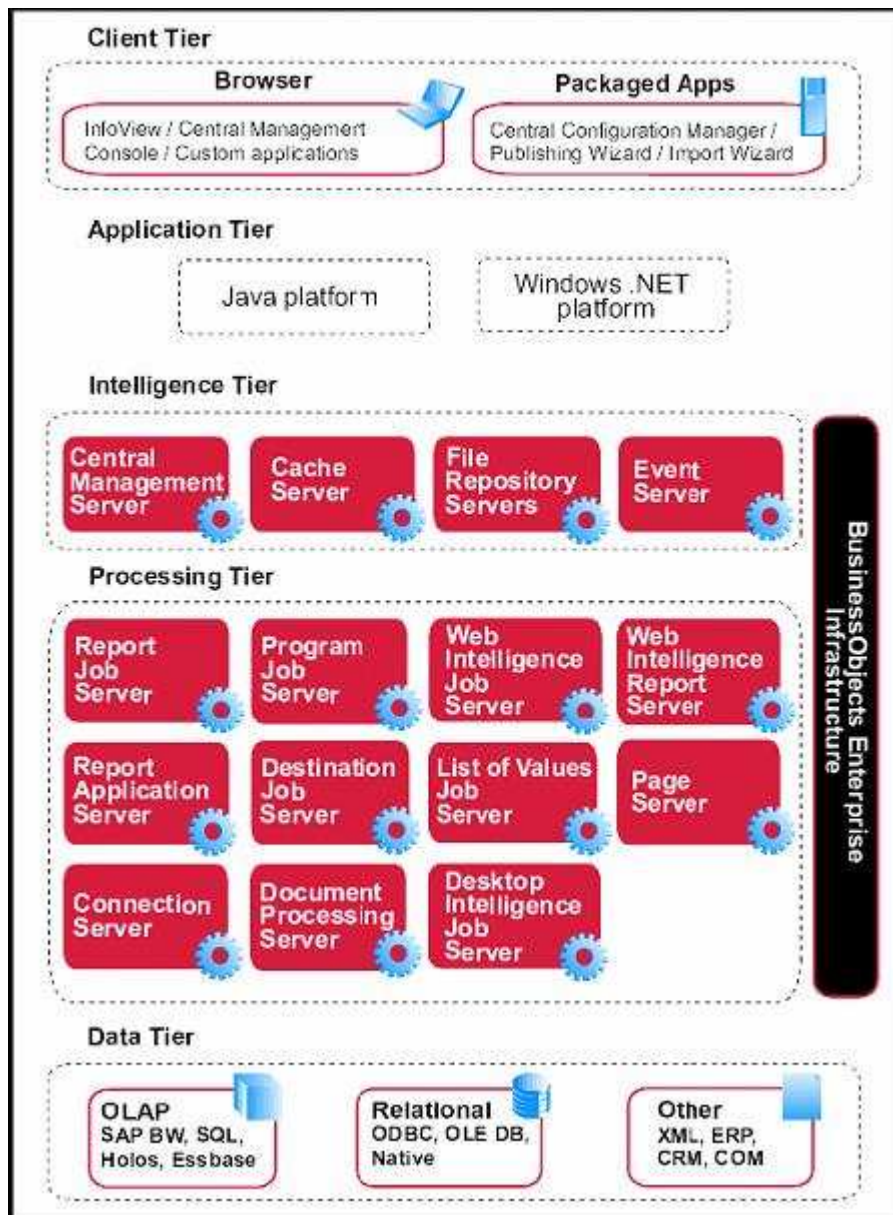 Client Tier
Browser
InfoView / Central Management
Console / Custom applications
Packaged Apps
Central Configuration Manager /
Publishing Wizard / Import Wizard
Application Tier
Java platform
Windows .NET
platform
Intelligence Tier
Central
Management
Server
Cache
Server
File
Repository
Servers
Event
Server
Processing Tier
Report
Job
Server
Program
Job
Server
Web
Intelligence
Job
Server
Web
Intelligence
Report
Server
Report
Application
Server
Destination
Job
Server
List of Values
Job
Server
Page
Server
Connection
Server
Document
Processing
Server
Desktop
Intelligence
Job
Server
BusinessObjects Enterprise
Infrastructure
Data Tier
OLAP
SAP BW, SQL,
Holos, Essbase
Relational
ODBC, OLE DB,
Native
Other
XML, ERP,
CRM, COM